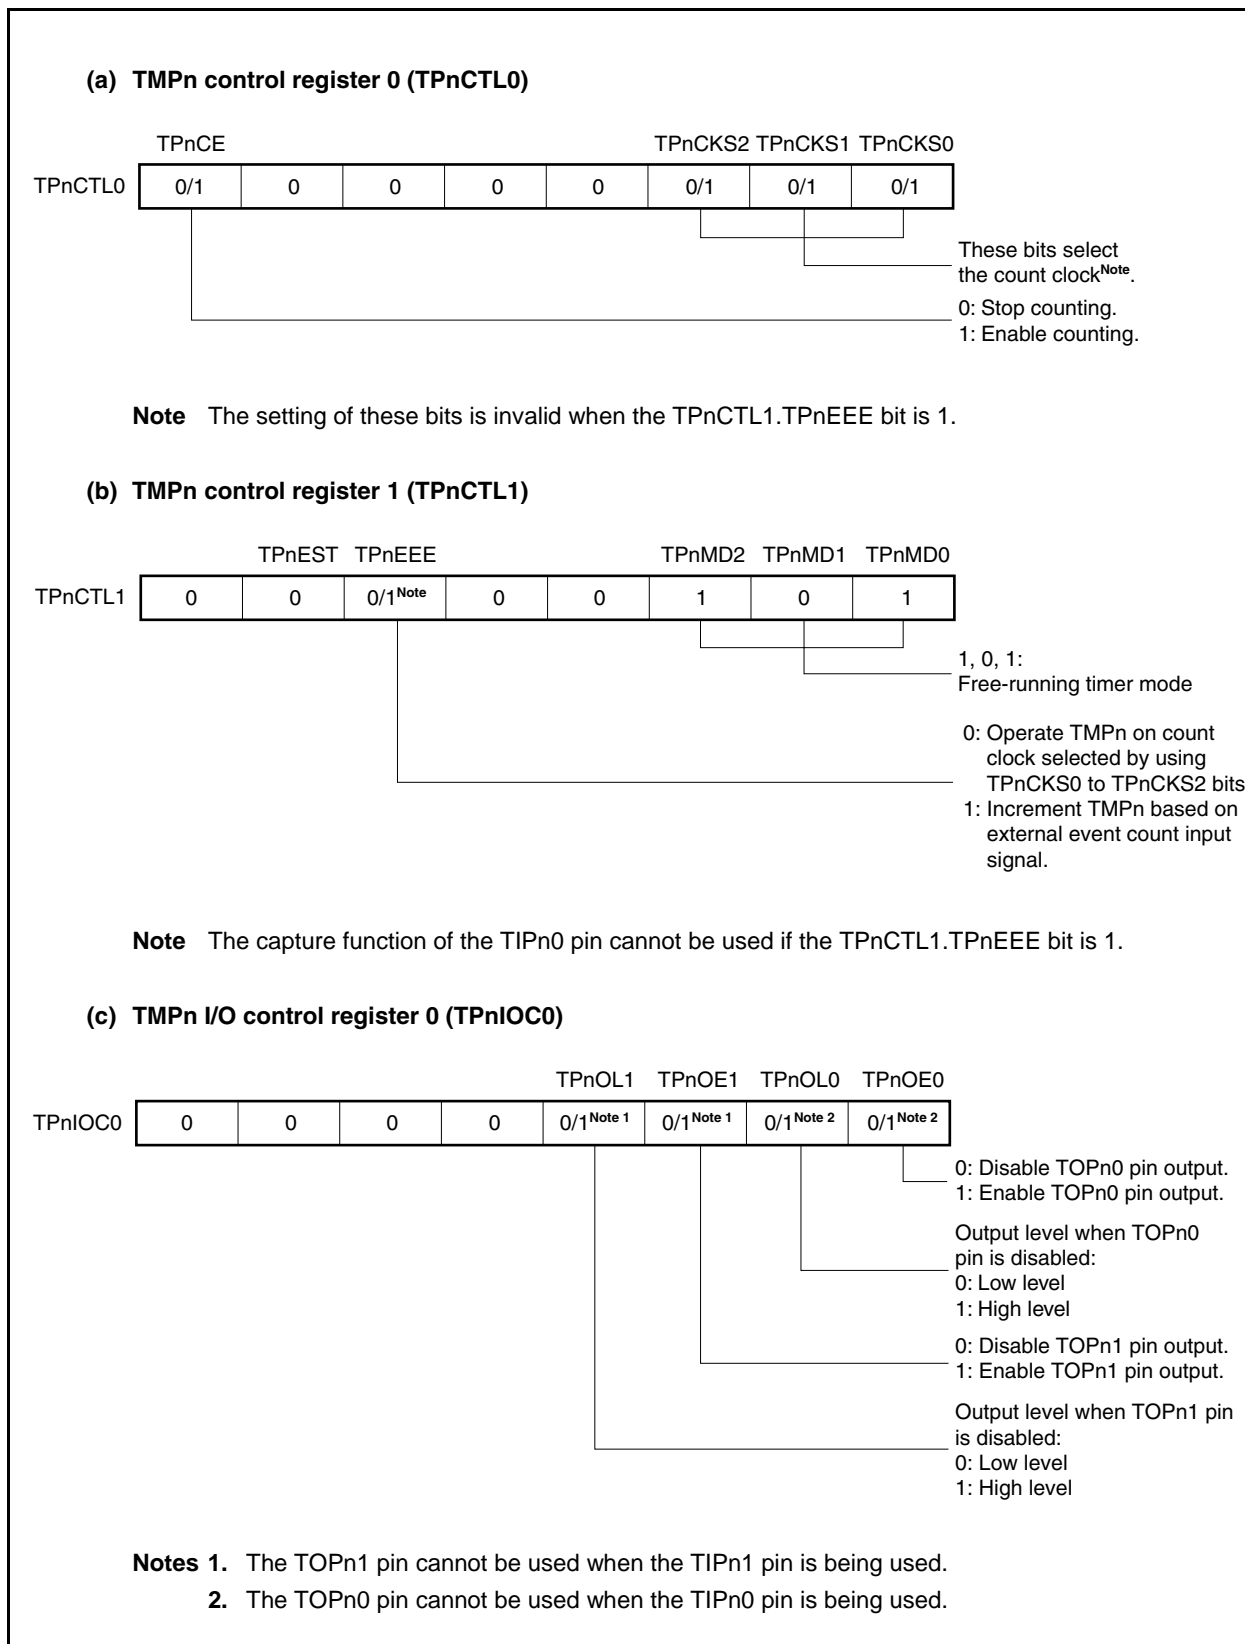 (a) TMPn control register 0 (TPnCTL0)
TPnCE TPnCKS2 TPnCKS1 TPnCKS0
TPnCTL0 0/1 0 0 0 0 0/1 0/1 0/1
These bits select
the count clockNote.
0: Stop counting.
1: Enable counting.
Note The setting of these bits is invalid when the TPnCTL1.TPnEEE bit is 1.
(b) TMPn control register 1 (TPnCTL1)
TPnEST TPnEEE TPnMD2 TPnMD1 TPnMD0
TPnCTL1 0 0 0/1Note 0 0 1 0 1
1, 0, 1:
Free-running timer mode
0: Operate TMPn on count
clock selected by using
TPnCKS0 to TPnCKS2 bits
1: Increment TMPn based on
external event count input
signal.
Note The capture function of the TIPn0 pin cannot be used if the TPnCTL1.TPnEEE bit is 1.
(c) TMPn I/O control register 0 (TPnIOC0)
TPnOL1 TPnOE1 TPnOL0 TPnOE0
TPnIOC0 0 0 0 0 0/1Note 1 0/1Note 1 0/1Note 2 0/1Note 2
0: Disable TOPn0 pin output.
1: Enable TOPn0 pin output.
Output level when TOPn0
pin is disabled:
0: Low level
1: High level
0: Disable TOPn1 pin output.
1: Enable TOPn1 pin output.
Output level when TOPn1 pin
is disabled:
0: Low level
1: High level
Notes 1. The TOPn1 pin cannot be used when the TIPn1 pin is being used.
2. The TOPn0 pin cannot be used when the TIPn0 pin is being used.